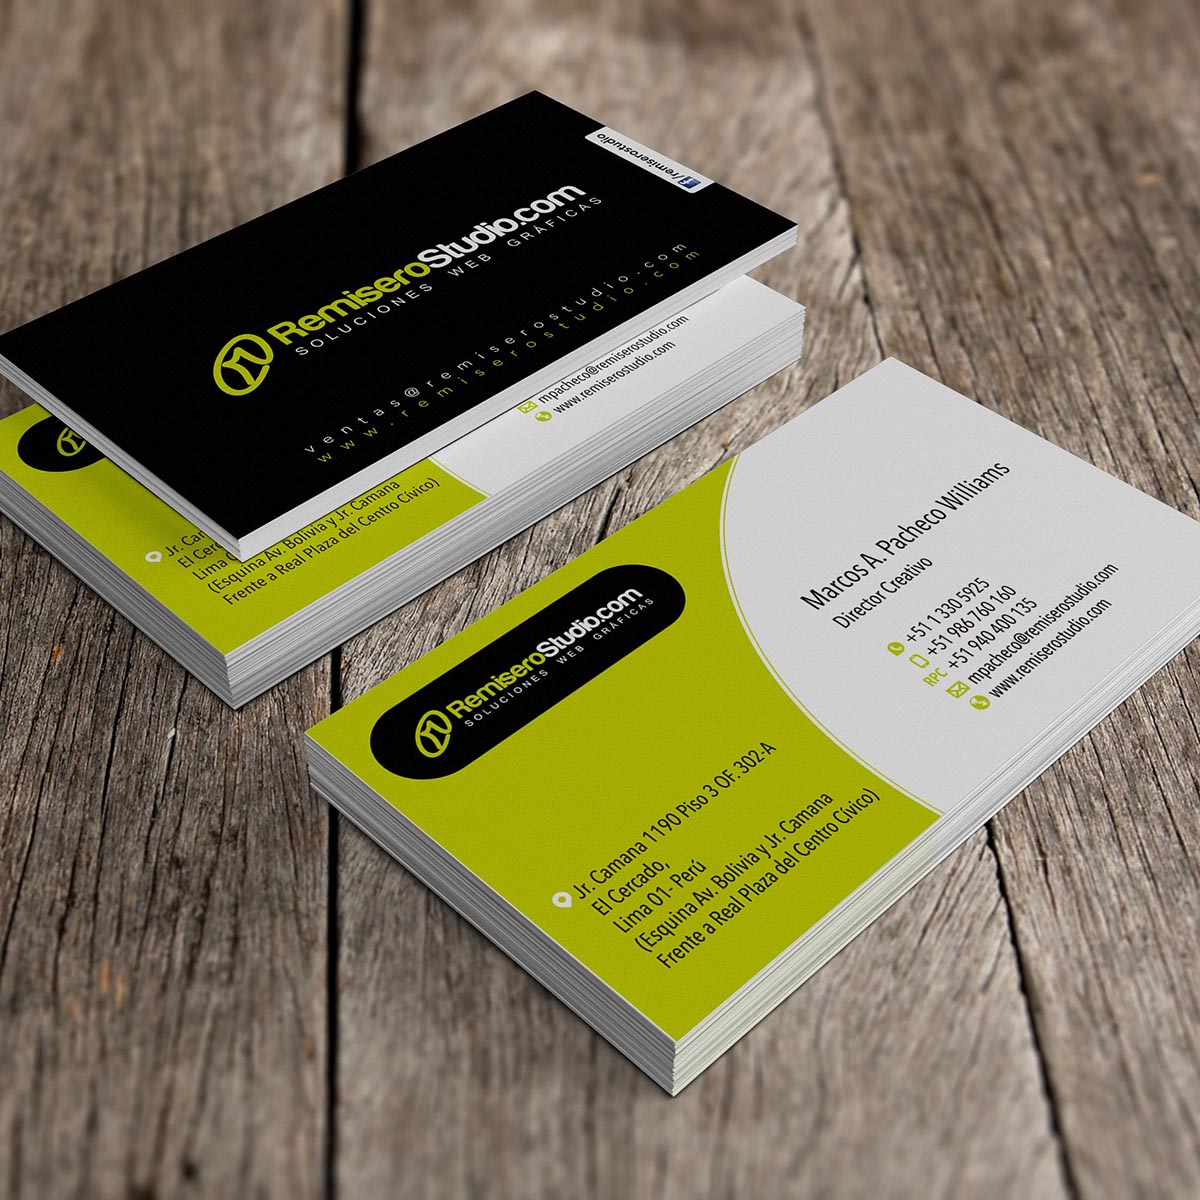 /remiserostudio
RemiseroStudio.com
SOLUCIONES WEB GRÁFICAS
ventas@remiserostudio.com
www.remiserostudio.com
mpacheco@remiserostudio.com
www.remiserostudio.com
Jr. Camana
El
Lima
(Esquina Av. Bolivia y Jr. Camana
Frente a Real Plaza del Centro Cívico)
RemiseroStudio.com
SOLUCIONES WEB GRÁFICAS
Jr. Camana 1190 Piso 3 OF. 302-A
El Cercado,
Lima 01- Perú
(Esquina Av. Bolivia y Jr. Camana
Frente a Real Plaza del Centro Cívico)
Marcos A. Pacheco Williams
Director Creativo
+51 1 330 5925
+51 986 760 160
RPC +51 940 400 135
mpacheco@remiserostudio.com
www.remiserostudio.com